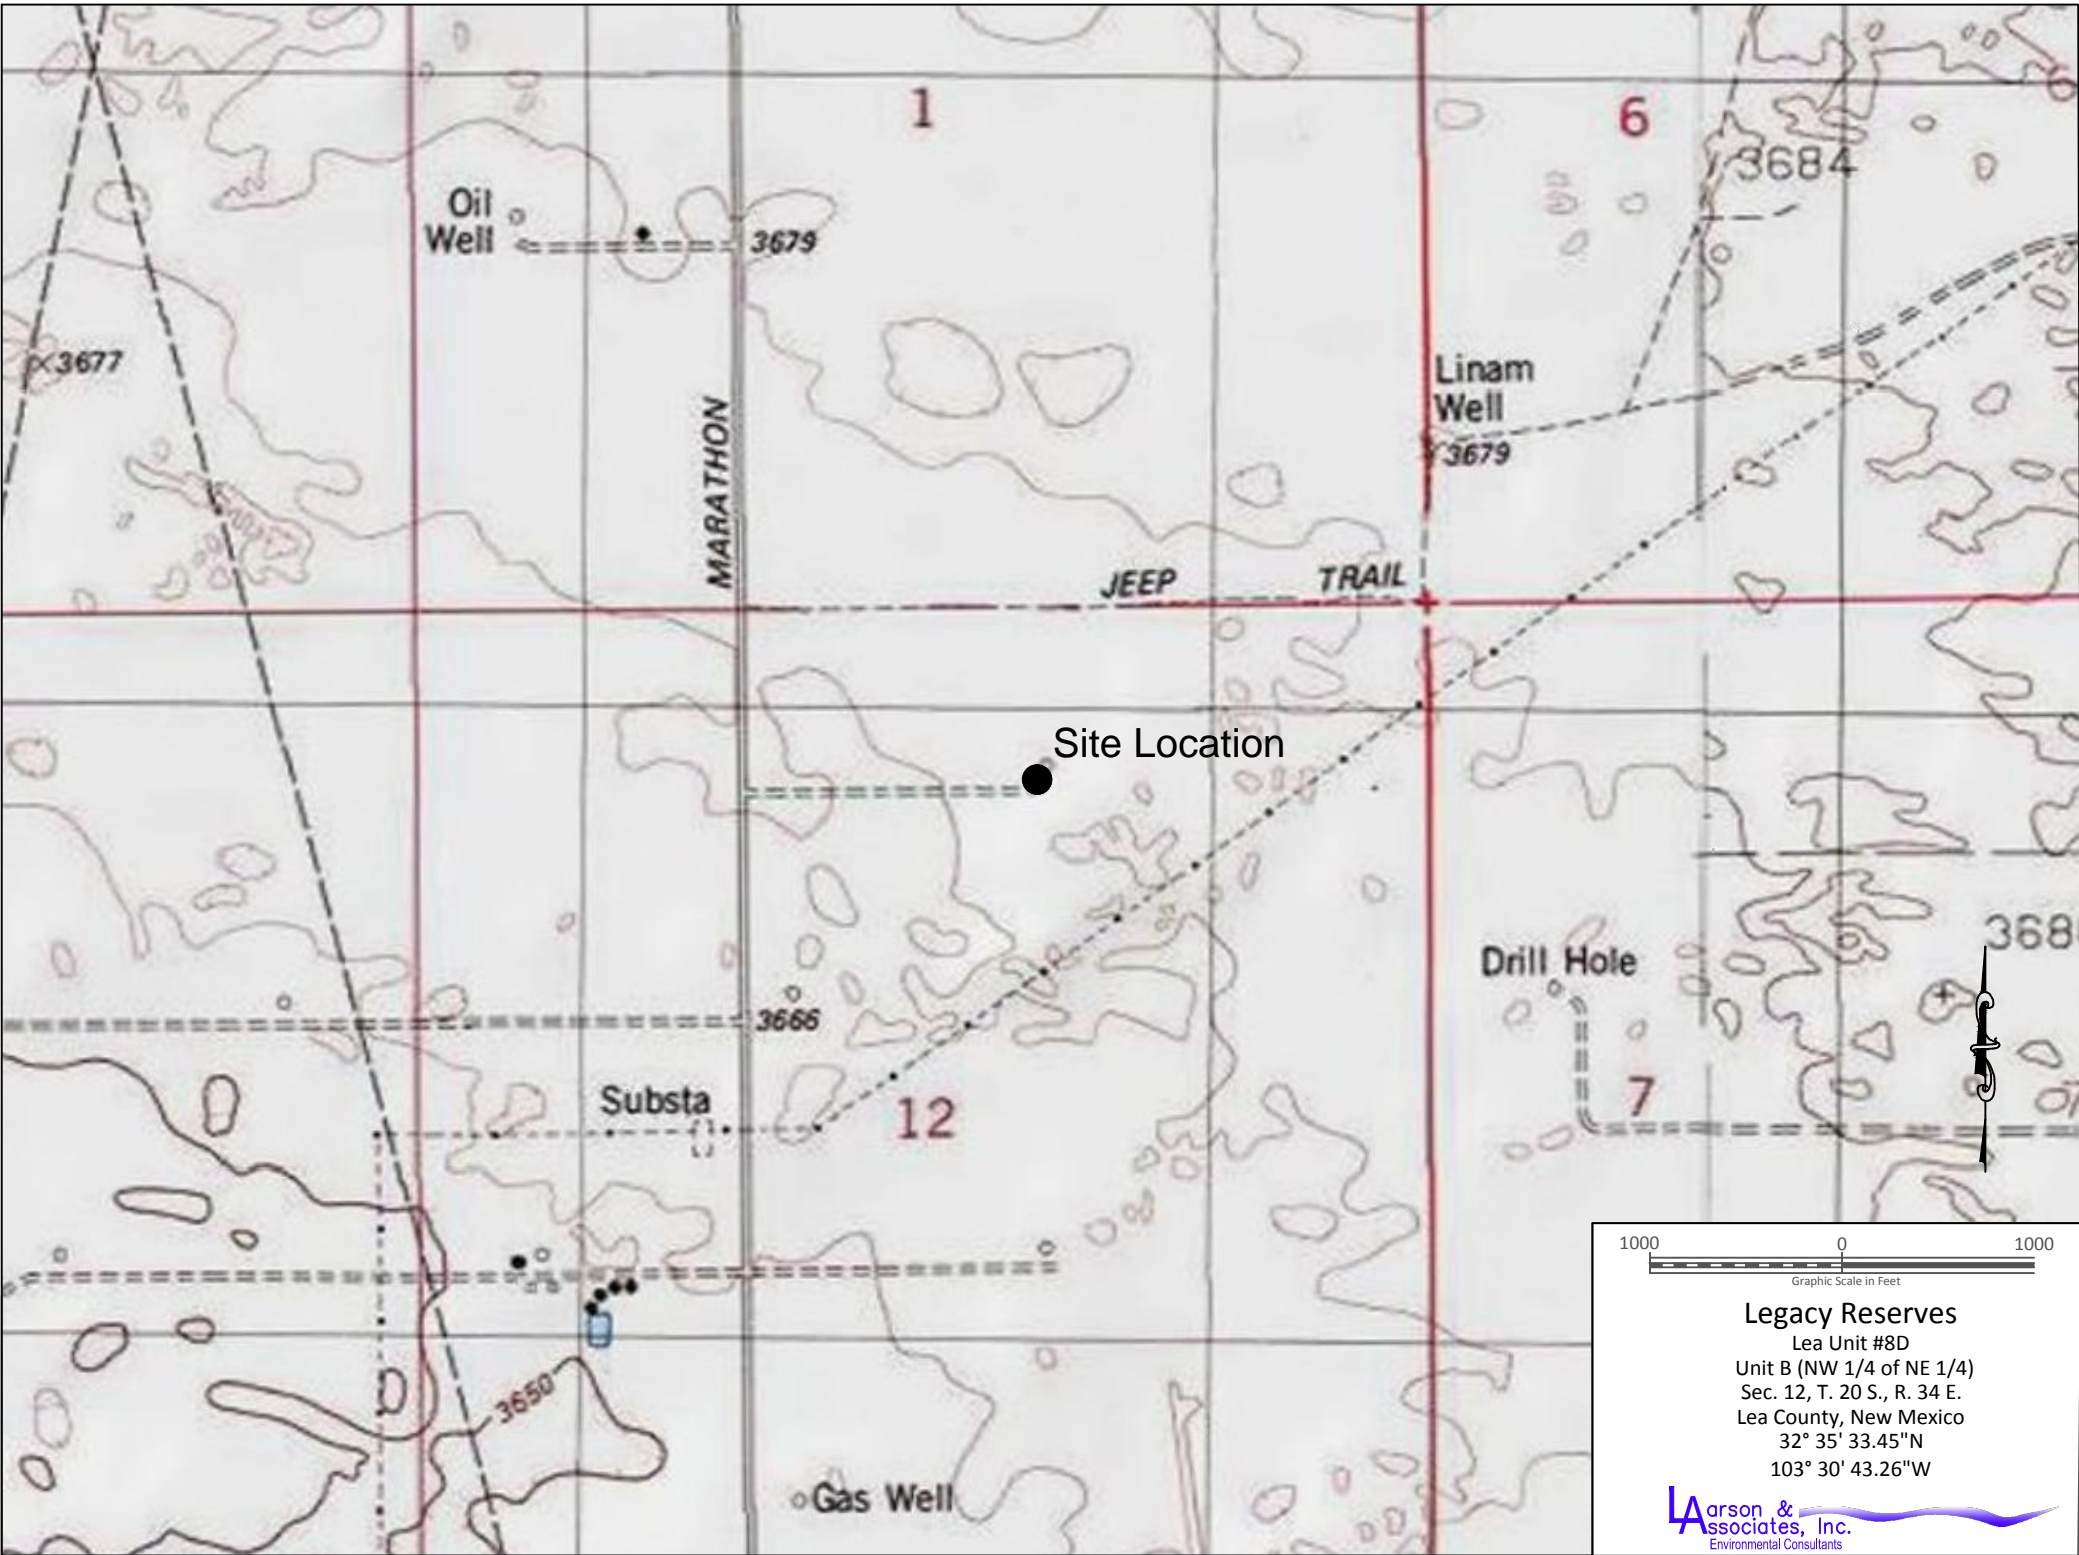 1
6
3684
Oil
Well
3679
3677
Linam
Well
3679
MARATHON
JEEP TRAIL
Site Location
Drill Hole
3666
Substa
12
7
3650
Gas Well
1000 0 1000
Graphic Scale in Feet
Legacy Reserves
Lea Unit #8D
Unit B (NW 1/4 of NE 1/4)
Sec. 12, T. 20 S., R. 34 E.
Lea County, New Mexico
32° 35' 33.45"N
103° 30' 43.26"W
Larson &
Associates, Inc.
Environmental Consultants